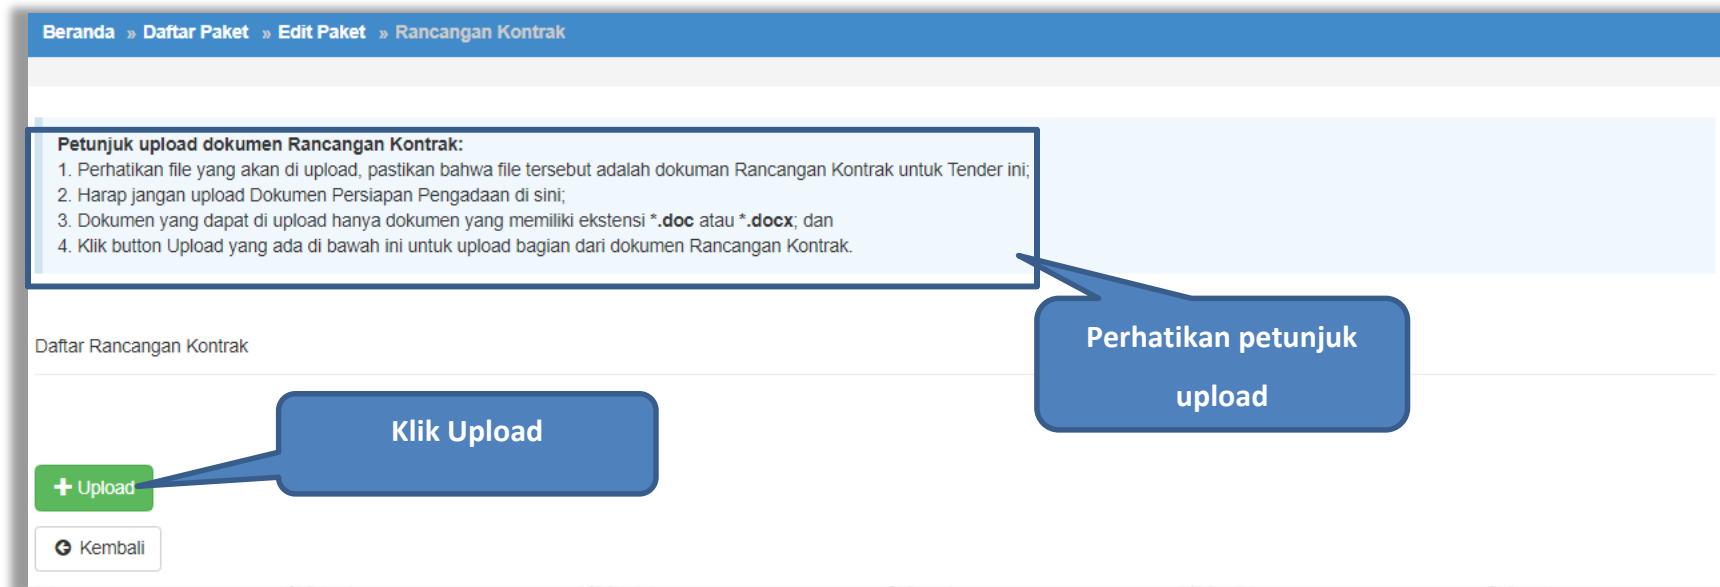 Beranda » Daftar Paket » Edit Paket » Rancangan Kontrak
Petunjuk upload dokumen Rancangan Kontrak:
1. Perhatikan file yang akan di upload, pastikan bahwa file tersebut adalah dokuman Rancangan Kontrak untuk Tender ini;
2. Harap jangan upload Dokumen Persiapan Pengadaan di sini;
3. Dokumen yang dapat di upload hanya dokumen yang memiliki ekstensi *.doc atau *.docx; dan
4. Klik button Upload yang ada di bawah ini untuk upload bagian dari dokumen Rancangan Kontrak.
Perhatikan petunjuk
upload
Daftar Rancangan Kontrak
Klik Upload
Upload
Kembali